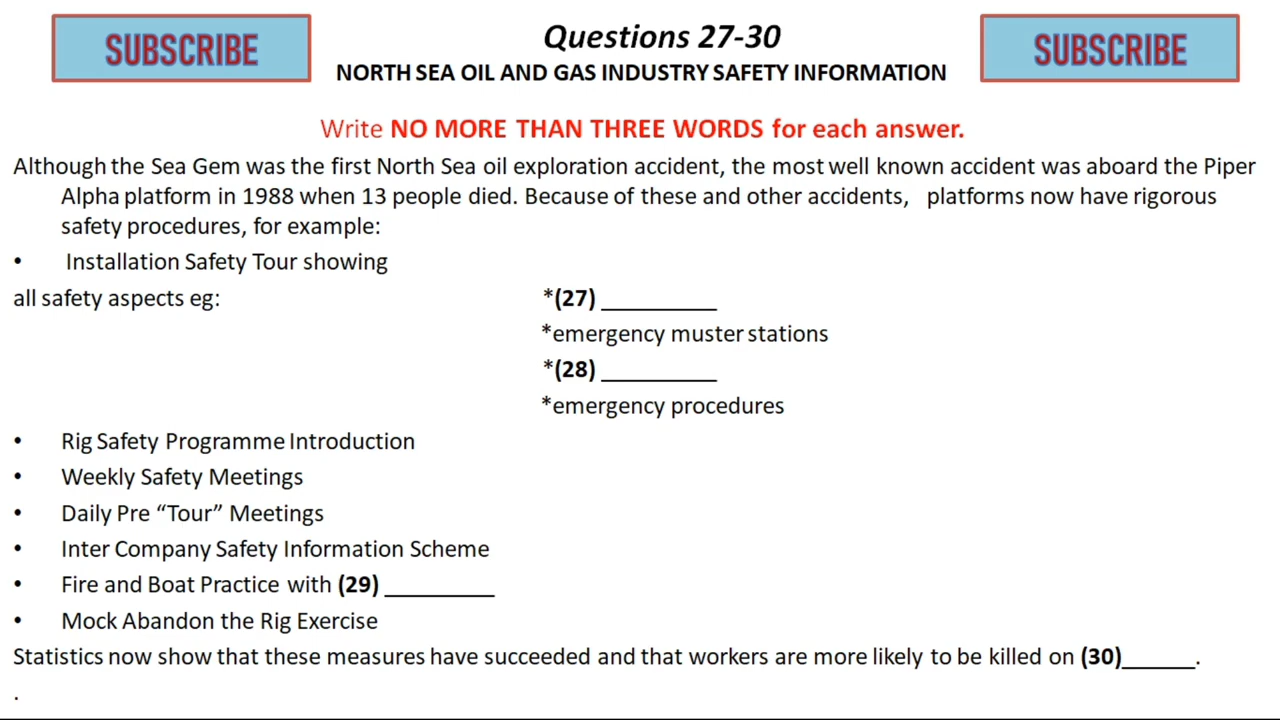 SUBSCRIBE
Questions 27-30
SUBSCRIBE
NORTH SEA OIL AND GAS INDUSTRY SAFETY INFORMATION
Write NO MORE THAN THREE WORDS for each answer.
Although the Sea Gem was the first North Sea oil exploration accident, the most well known accident was aboard the Piper
Alpha platform in 1988 when 13 people died. Because of these and other accidents, platforms now have rigorous
safety procedures, for example:
• Installation Safety Tour showing
all safety aspects eg: *(27) __________
*emergency muster stations
*(28) __________
*emergency procedures
• Rig Safety Programme Introduction
• Weekly Safety Meetings
• Daily Pre “Tour” Meetings
• Inter Company Safety Information Scheme
• Fire and Boat Practice with (29) _________
• Mock Abandon the Rig Exercise
Statistics now show that these measures have succeeded and that workers are more likely to be killed on (30)______.
.